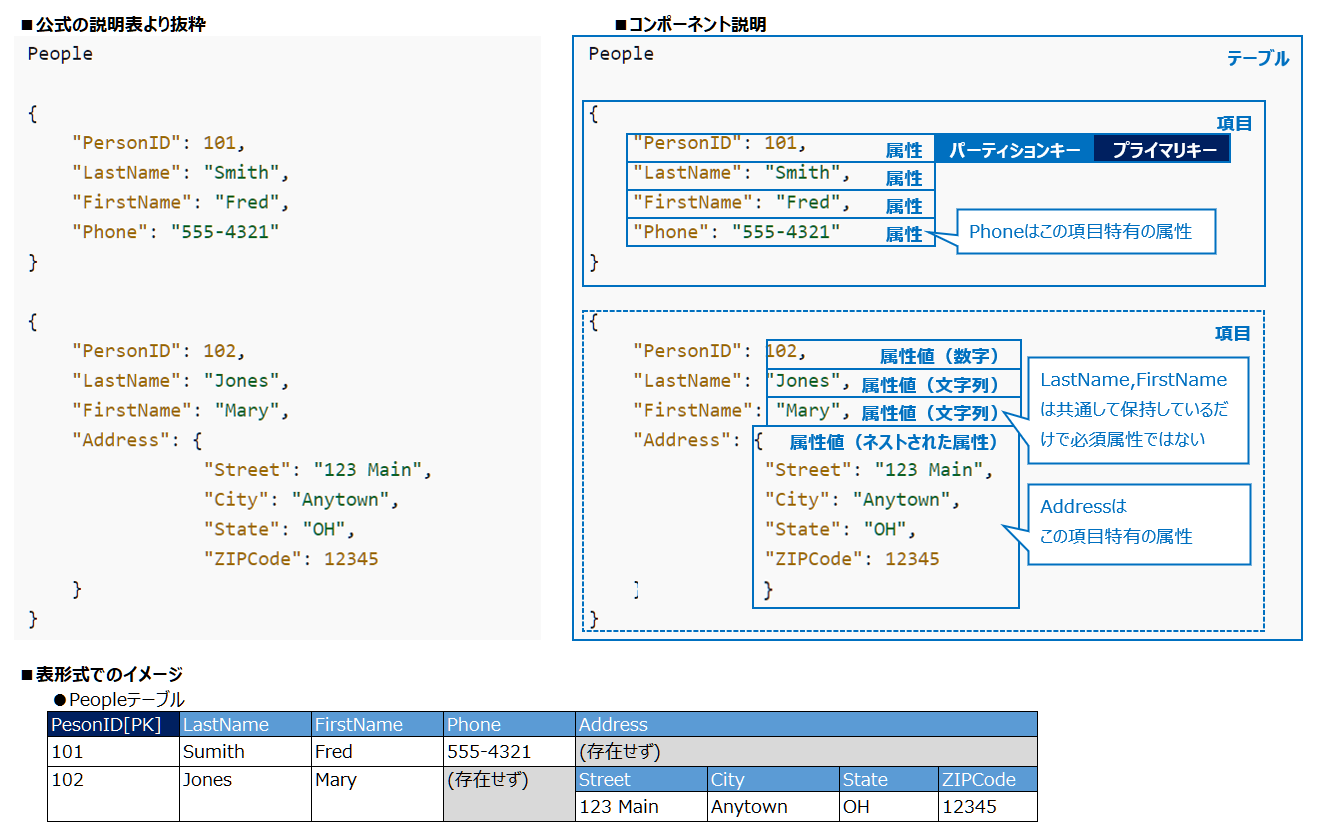 ■公式の説明表より抜粋
People
{
"PersonID": 101,
"LastName": "Smith",
"FirstName": "Fred",
"Phone": "555-4321"
}
{
"PersonID": 102,
"LastName": "Jones",
"FirstName": "Mary",
"Address": {
"Street": "123 Main",
"City": "Anytown",
"State": "OH",
"ZIPCode": 12345
}
}
■コンポーネント説明
People テーブル
{
項目
"PersonID": 101, 属性 パーティションキー プライマリキー
"LastName": "Smith", 属性
"FirstName": "Fred", 属性
"Phone": "555-4321" 属性
Phoneはこの項目特有の属性
}
{
項目
"PersonID": 102, 属性値（数字）
"LastName": "Jones", 属性値（文字列）
"FirstName": "Mary", 属性値（文字列）
LastName,FirstName
は共通して保持しているだ
けで必須属性ではない
"Address": { 属性値（ネストされた属性）
"Street": "123 Main",
"City": "Anytown",
"State": "OH",
"ZIPCode": 12345
Addressは
この項目特有の属性
] }
}
■表形式でのイメージ
●Peopleテーブル
PesonID[PK] LastName FirstName Phone Address
101 Sumith Fred 555-4321 (存在せず)
102 Jones Mary (存在せず) Street City State ZIPCode
123 Main Anytown OH 12345